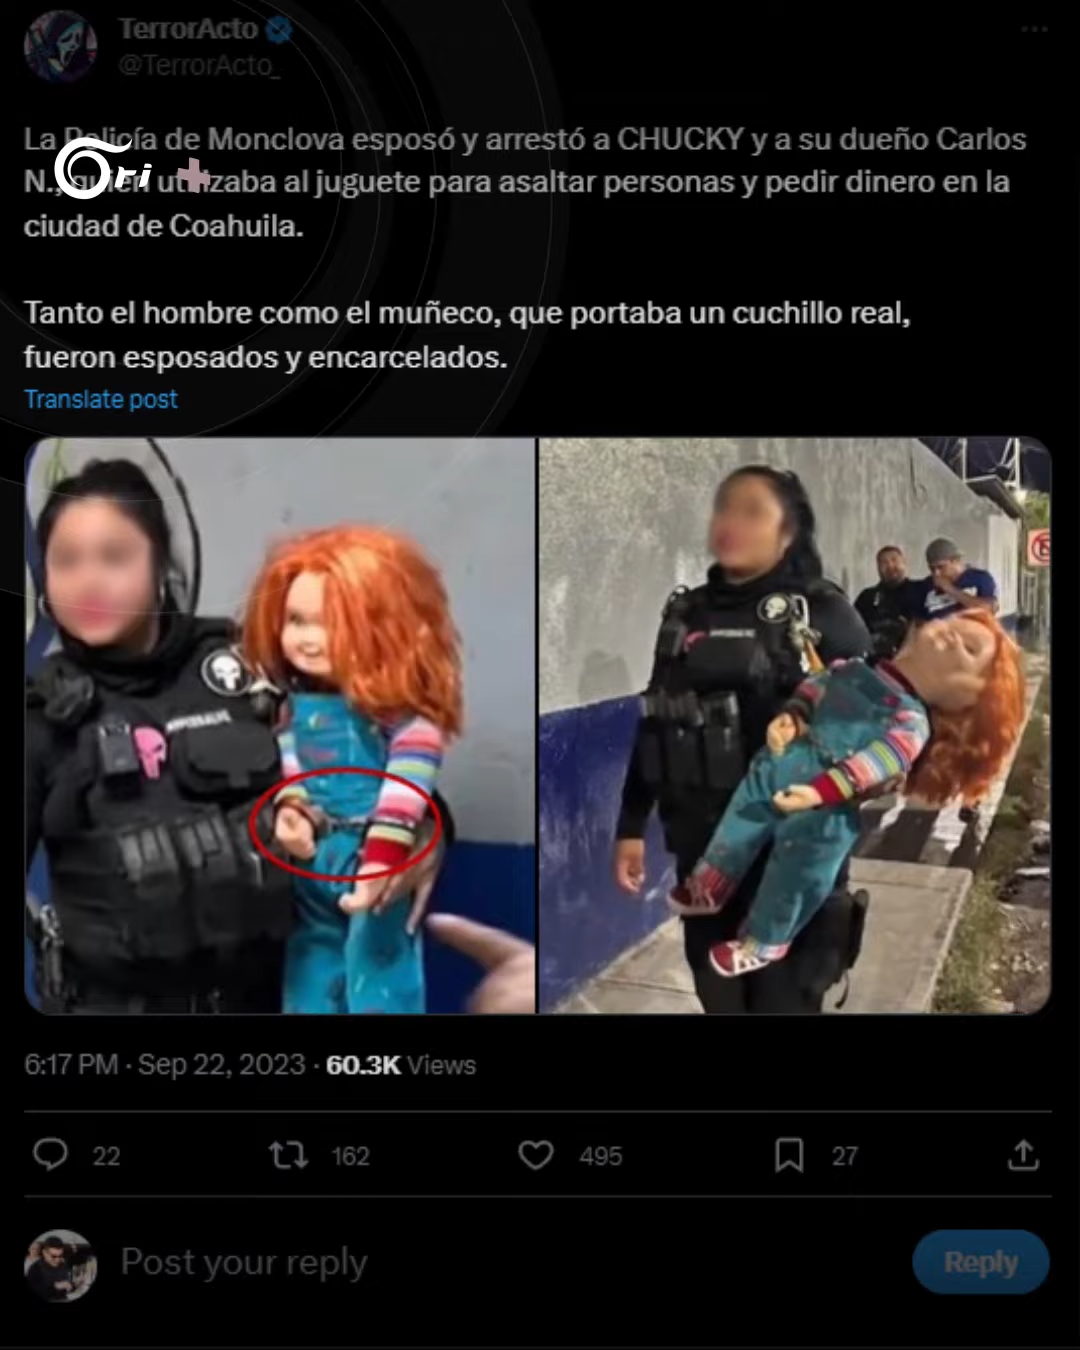 TerrorActo
@TerrorActo_
La Policía de Monclova esposó y arrestó a CHUCKY y a su dueño Carlos
N., quien utilizaba al juguete para asaltar personas y pedir dinero en la
ciudad de Coahuila.
Ori +
Tanto el hombre como el muñeco, que portaba un cuchillo real,
fueron esposados y encarcelados.
Translate post
6:17 PM · Sep 22, 2023 · 60.3K Views
22 162 495 27
Post your reply
Reply